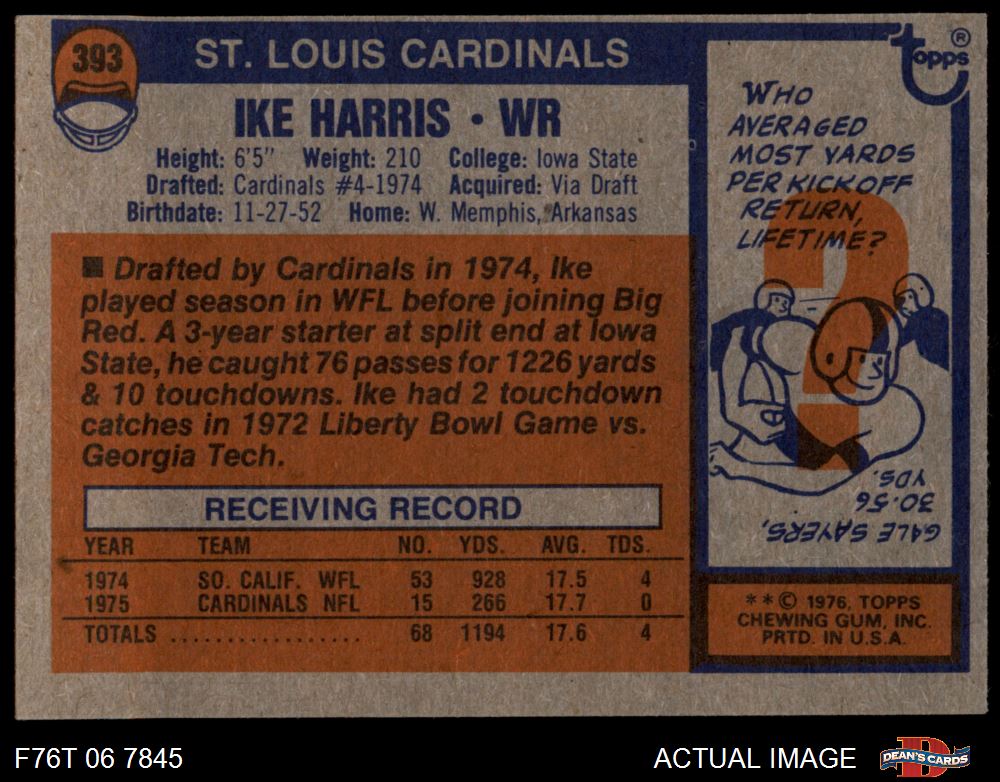 393
ST. LOUIS CARDINALS
IKE HARRIS • WR
Height: 6'5" Weight: 210 College: Iowa State
Drafted: Cardinals #4-1974 Acquired: Via Draft
Birthdate: 11-27-52 Home: W. Memphis, Arkansas
■ Drafted by Cardinals in 1974, Ike
played season in WFL before joining Big
Red. A 3-year starter at split end at Iowa
State, he caught 76 passes for 1226 yards
& 10 touchdowns. Ike had 2 touchdown
catches in 1972 Liberty Bowl Game vs.
Georgia Tech.
RECEIVING RECORD
YEAR TEAM NO. YDS. AVG. TDS.
1974 SO. CALIF. WFL 53 928 17.5 4
1975 CARDINALS NFL 15 266 17.7 0
TOTALS .................. 68 1194 17.6 4
topps®
WHO
AVERAGED
MOST YARDS
PER KICKOFF
RETURN,
LIFETIME?
?
GALE SAYERS,
30.56
YDS.
**© 1976, TOPPS
CHEWING GUM, INC.
PRTD. IN U.S.A.
F76T 06 7845
ACTUAL IMAGE
D
DEAN'S CARDS